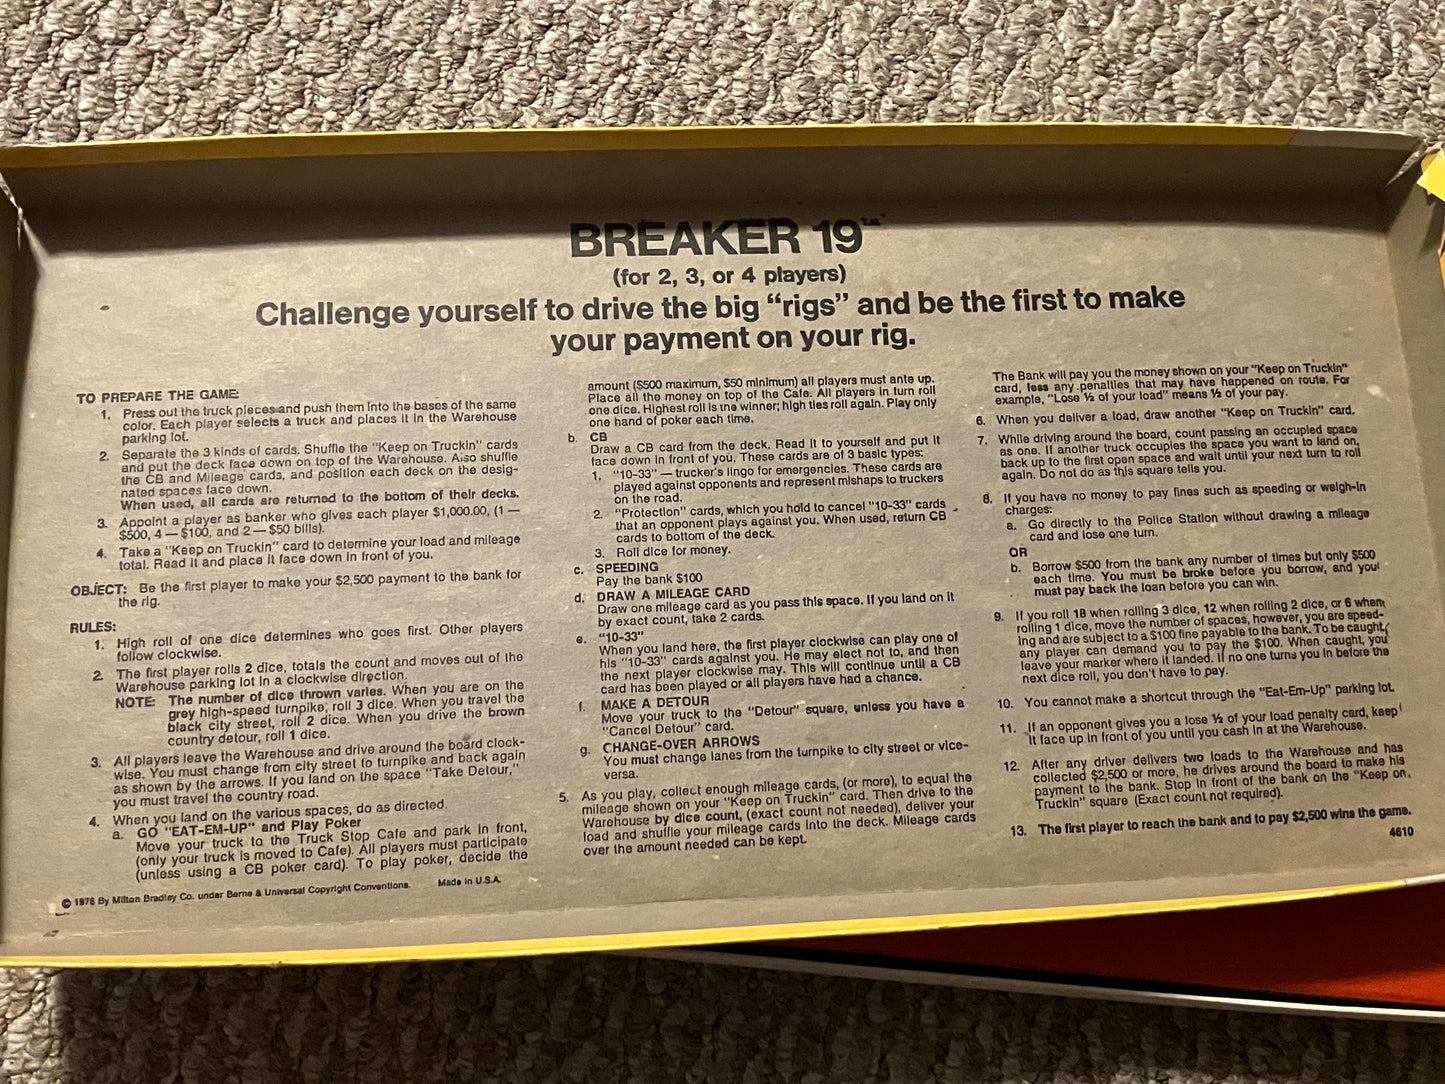 BREAKER 19™
(for 2, 3, or 4 players)
Challenge yourself to drive the big “rigs” and be the first to make
your payment on your rig.
TO PREPARE THE GAME:
1. Press out the truck pieces and push them into the bases of the same
color. Each player selects a truck and places it in the Warehouse
parking lot.
2. Separate the 3 kinds of cards. Shuffle the "Keep on Truckin" cards
and put the deck face down on top of the Warehouse. Also shuffle
the CB and Mileage cards, and position each deck on the desig-
nated spaces face down.
When used, all cards are returned to the bottom of their decks.
3. Appoint a player as banker who gives each player $1,000.00, (1 —
$500, 4 — $100, and 2 — $50 bills).
4. Take a "Keep on Truckin" card to determine your load and mileage
total. Read it and place it face down in front of you.
OBJECT: Be the first player to make your $2,500 payment to the bank for
the rig.
RULES:
1. High roll of one dice determines who goes first. Other players
follow clockwise.
2. The first player rolls 2 dice, totals the count and moves out of the
Warehouse parking lot in a clockwise direction.
NOTE: The number of dice thrown varies. When you are on the
grey high-speed turnpike, roll 3 dice. When you travel the
black city street, roll 2 dice. When you drive the brown
country detour, roll 1 dice.
3. All players leave the Warehouse and drive around the board clock-
wise. You must change from city street to turnpike and back again
as shown by the arrows. If you land on the space "Take Detour,"
you must travel the country road.
4. When you land on the various spaces, do as directed.
a. GO "EAT-EM-UP" and Play Poker
Move your truck to the Truck Stop Cafe and park in front,
(only your truck is moved to Cafe). All players must participate
(unless using a CB poker card). To play poker, decide the
© 1976 By Milton Bradley Co. under Berne & Universal Copyright Conventions. Made in U.S.A.
amount ($500 maximum, $50 minimum) all players must ante up.
Place all the money on top of the Cafe. All players in turn roll
one dice. Highest roll is the winner; high ties roll again. Play only
one hand of poker each time.
b. CB
Draw a CB card from the deck. Read it to yourself and put it
face down in front of you. These cards are of 3 basic types:
1. "10-33" — trucker's lingo for emergencies. These cards are
played against opponents and represent mishaps to truckers
on the road.
2. "Protection" cards, which you hold to cancel "10-33" cards
that an opponent plays against you. When used, return CB
cards to bottom of the deck.
3. Roll dice for money.
c. SPEEDING
Pay the bank $100
d. DRAW A MILEAGE CARD
Draw one mileage card as you pass this space. If you land on it
by exact count, take 2 cards.
e. "10-33"
When you land here, the first player clockwise can play one of
his "10-33" cards against you. He may elect not to, and then
the next player clockwise may. This will continue until a CB
card has been played or all players have had a chance.
f. MAKE A DETOUR
Move your truck to the "Detour" square, unless you have a
"Cancel Detour" card.
g. CHANGE-OVER ARROWS
You must change lanes from the turnpike to city street or vice-
versa.
5. As you play, collect enough mileage cards, (or more), to equal the
mileage shown on your "Keep on Truckin" card. Then drive to the
Warehouse by dice count, (exact count not needed), deliver your
load and shuffle your mileage cards into the deck. Mileage cards
over the amount needed can be kept.
The Bank will pay you the money shown on your "Keep on Truckin"
card, less any penalties that may have happened on route. For
example, "Lose ½ of your load" means ½ of your pay.
6. When you deliver a load, draw another "Keep on Truckin" card.
7. While driving around the board, count passing an occupied space
as one. If another truck occupies the space you want to land on,
back up to the first open space and wait until your next turn to roll
again. Do not do as this square tells you.
8. If you have no money to pay fines such as speeding or weigh-in
charges:
a. Go directly to the Police Station without drawing a mileage
card and lose one turn.
OR
b. Borrow $500 from the bank any number of times but only $500
each time. You must be broke before you borrow, and you
must pay back the loan before you can win.
9. If you roll 18 when rolling 3 dice, 12 when rolling 2 dice, or 6 when
rolling 1 dice, move the number of spaces, however, you are speed-
ing and are subject to a $100 fine payable to the bank. To be caught,
any player can demand you to pay the $100. When caught, you
leave your marker where it landed. If no one turns you in before the
next dice roll, you don't have to pay.
10. You cannot make a shortcut through the "Eat-Em-Up" parking lot.
11. If an opponent gives you a lose ½ of your load penalty card, keep
it face up in front of you until you cash in at the Warehouse.
12. After any driver delivers two loads to the Warehouse and has
collected $2,500 or more, he drives around the board to make his
payment to the bank. Stop in front of the bank on the "Keep on
Truckin" square (Exact count not required).
13. The first player to reach the bank and to pay $2,500 wins the game.
4610